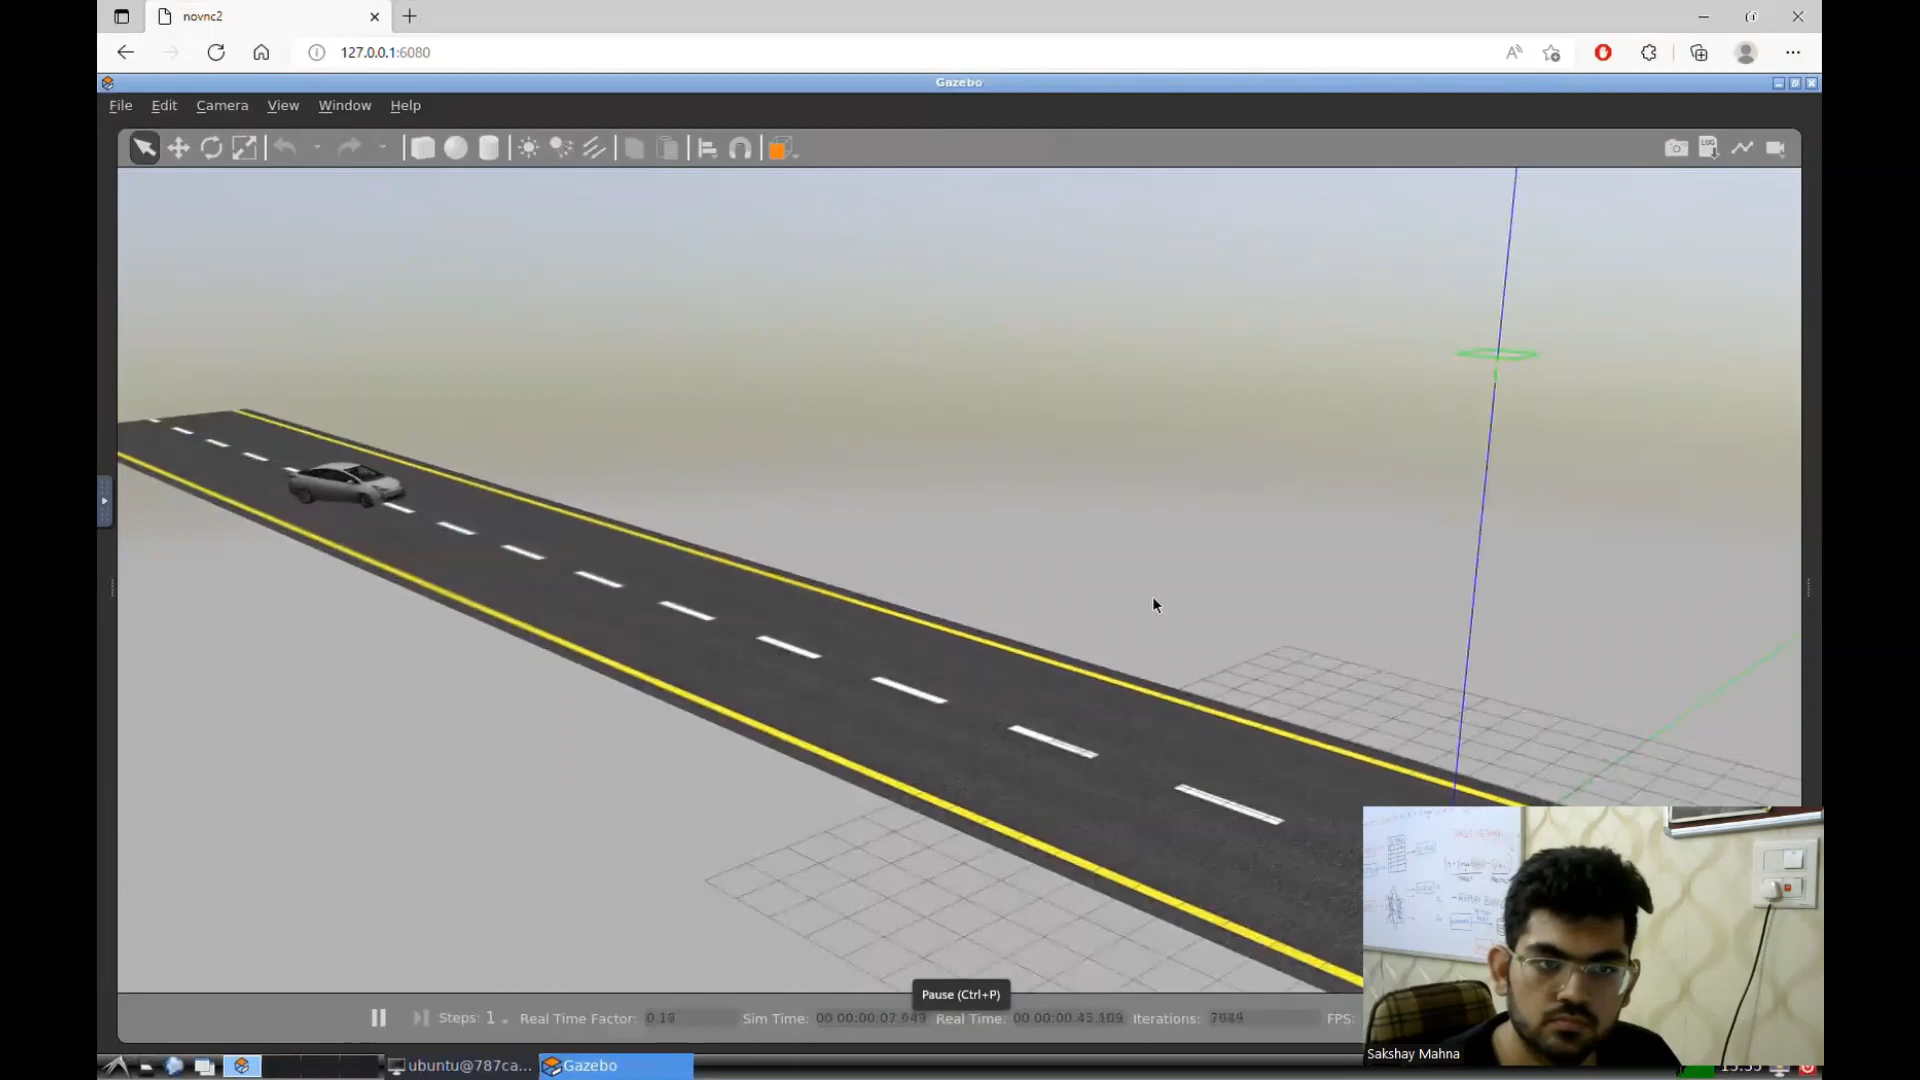 novnc2
127.0.0.1:6080
Gazebo
File Edit Camera View Window Help
LOG
Pause (Ctrl+P)
Steps: 1 Real Time Factor: Sim Time: Real Time: Iterations: FPS:
Sakshay Mahna
ubuntu@787ca... Gazebo